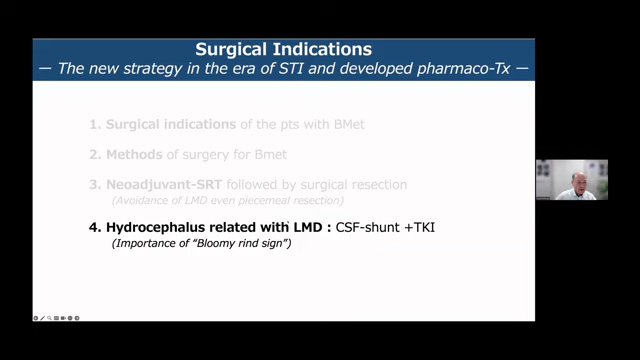 Surgical Indications
— The new strategy in the era of STI and developed pharmaco-Tx —
1. Surgical indications of the pts with BMet
2. Methods of surgery for Bmet
3. Neoadjuvant-SRT followed by surgical resection
(Avoidance of LMD even piecemeal resection)
4. Hydrocephalus related with LMD : CSF-shunt +TKI
(Importance of “Bloomy rind sign”)